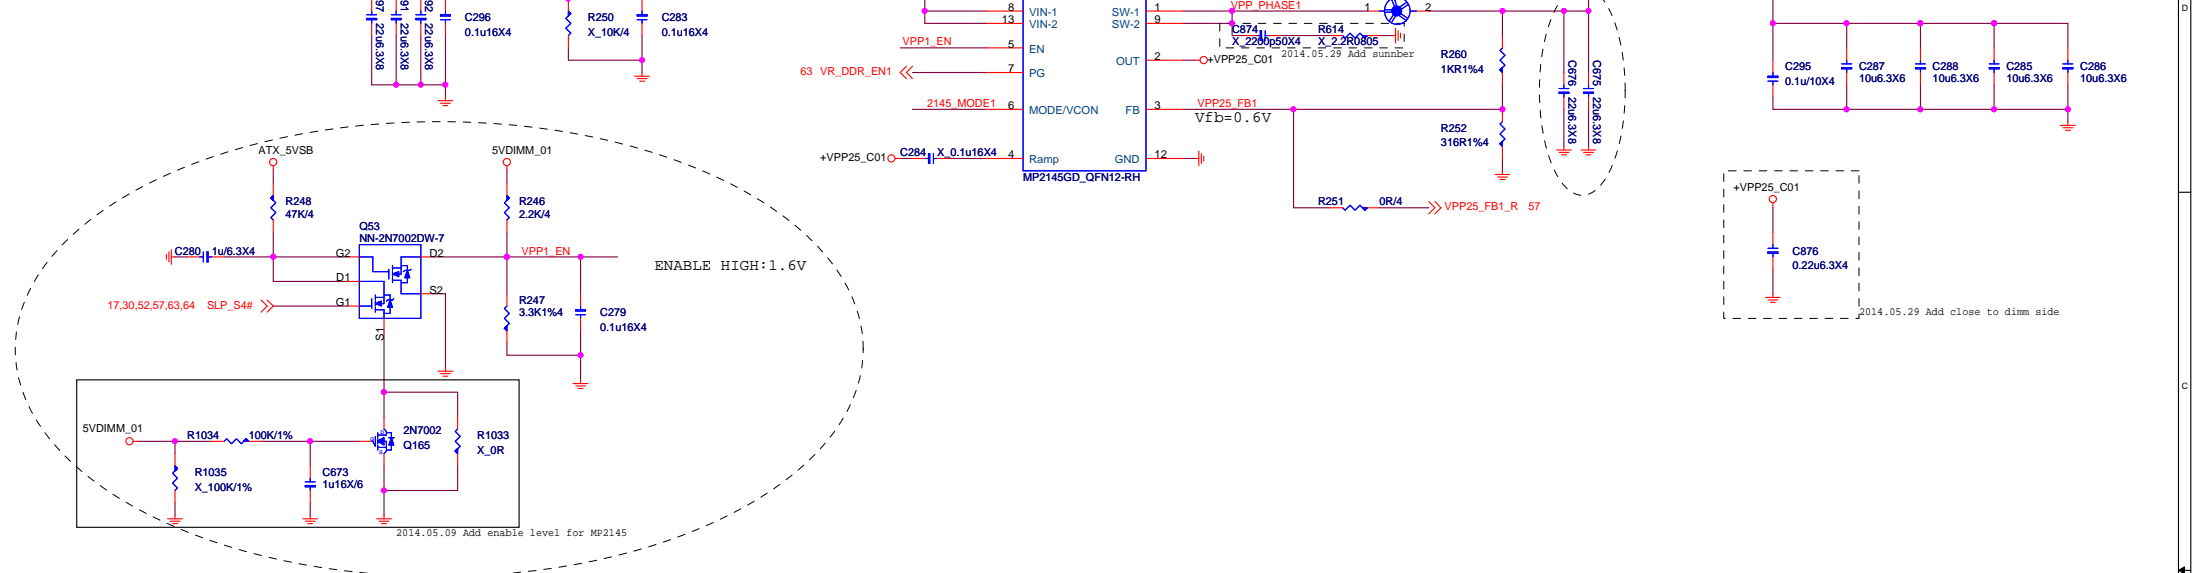 97
22u6.3X8
91
22u6.3X8
92
22u6.3X8
C296
0.1u16X4
R250
X_10K/4
C283
0.1u16X4
8
13
5
7
6
4
VIN-1
VIN-2
EN
PG
MODE/VCON
Ramp
SW-1
SW-2
OUT
FB
GND
1
9
2
3
12
MP2145GD_QFN12-RH
VPP1_EN
63 VR_DDR_EN1
2145_MODE1
+VPP25_C01
C284
X_0.1u16X4
VPP_PHASE1
1
2
C874
X_2200p50X4
R614
X_2.2R0805
2014.05.29 Add sunnber
+VPP25_C01
VPP25_FB1
Vfb=0.6V
R260
1KR1%4
R252
316R1%4
R251
0R/4
VPP25_FB1_R 57
C676
22u6.3X8
C675
22u6.3X8
C295
0.1u/10X4
C287
10u6.3X6
C288
10u6.3X6
C285
10u6.3X6
C286
10u6.3X6
D
+VPP25_C01
C876
0.22u6.3X4
2014.05.29 Add close to dimm side
C
ATX_5VSB
R248
47K/4
5VDIMM_01
R246
2.2K/4
Q53
NN-2N7002DW-7
C280
1u/6.3X4
G2
D1
G1
D2
S2
S1
VPP1_EN
ENABLE HIGH:1.6V
17,30,52,57,63,64 SLP_S4#
R247
3.3K1%4
C279
0.1u16X4
5VDIMM_01
R1034
100K/1%
2N7002
Q165
R1033
X_0R
R1035
X_100K/1%
C673
1u16X/6
2014.05.09 Add enable level for MP2145